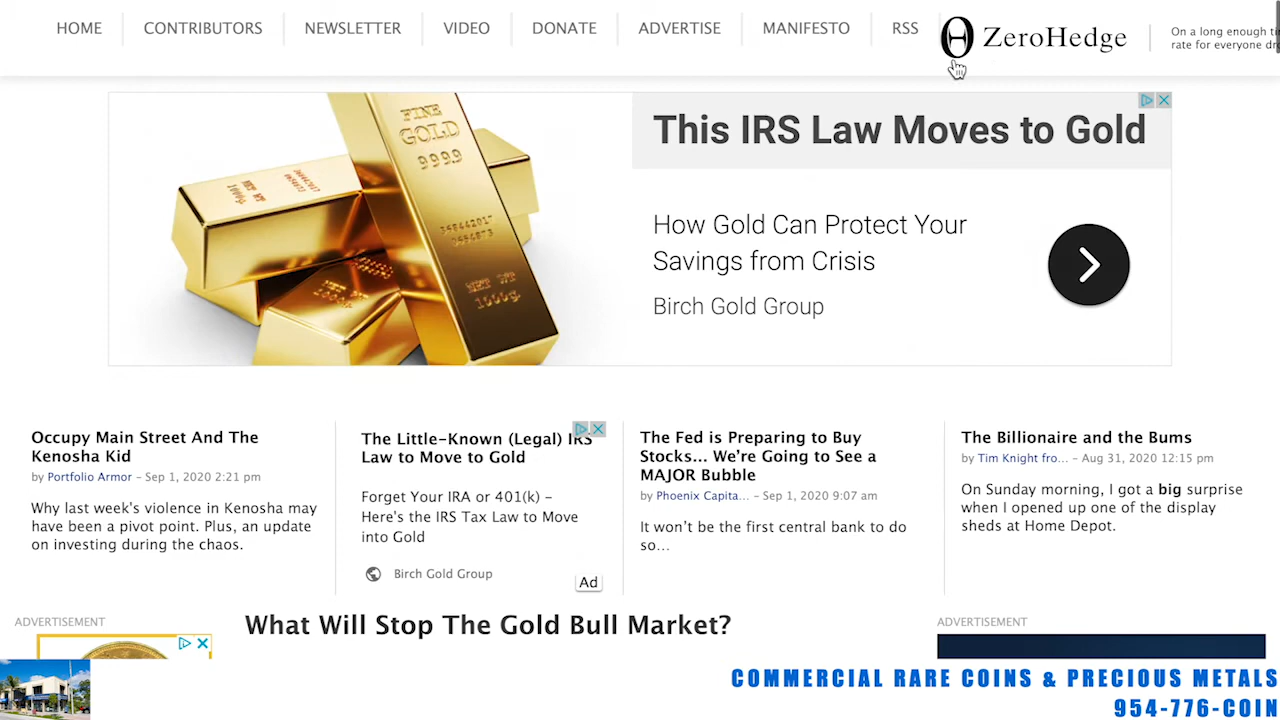 HOME
CONTRIBUTORS
NEWSLETTER
VIDEO
DONATE
ADVERTISE
MANIFESTO
RSS
ZeroHedge
On a long enough
rate for everyone
FINE
GOLD
999.9
NET WT
1000g
This IRS Law Moves to Gold
How Gold Can Protect Your
Savings from Crisis
Birch Gold Group
Occupy Main Street And The
Kenosha Kid
by Portfolio Armor - Sep 1, 2020 2:21 pm
Why last week's violence in Kenosha may
have been a pivot point. Plus, an update
on investing during the chaos.
The Little-Known (Legal) IRS
Law to Move to Gold
Forget Your IRA or 401(k) –
Here's the IRS Tax Law to Move
into Gold
Birch Gold Group
Ad
The Fed is Preparing to Buy
Stocks... We're Going to See a
MAJOR Bubble
by Phoenix Capita... - Sep 1, 2020 9:07 am
It won't be the first central bank to do
so...
The Billionaire and the Bums
by Tim Knight fro... - Aug 31, 2020 12:15 pm
On Sunday morning, I got a big surprise
when I opened up one of the display
sheds at Home Depot.
ADVERTISEMENT
What Will Stop The Gold Bull Market?
ADVERTISEMENT
COMMERCIAL RARE COINS & PRECIOUS METALS
954-776-COIN